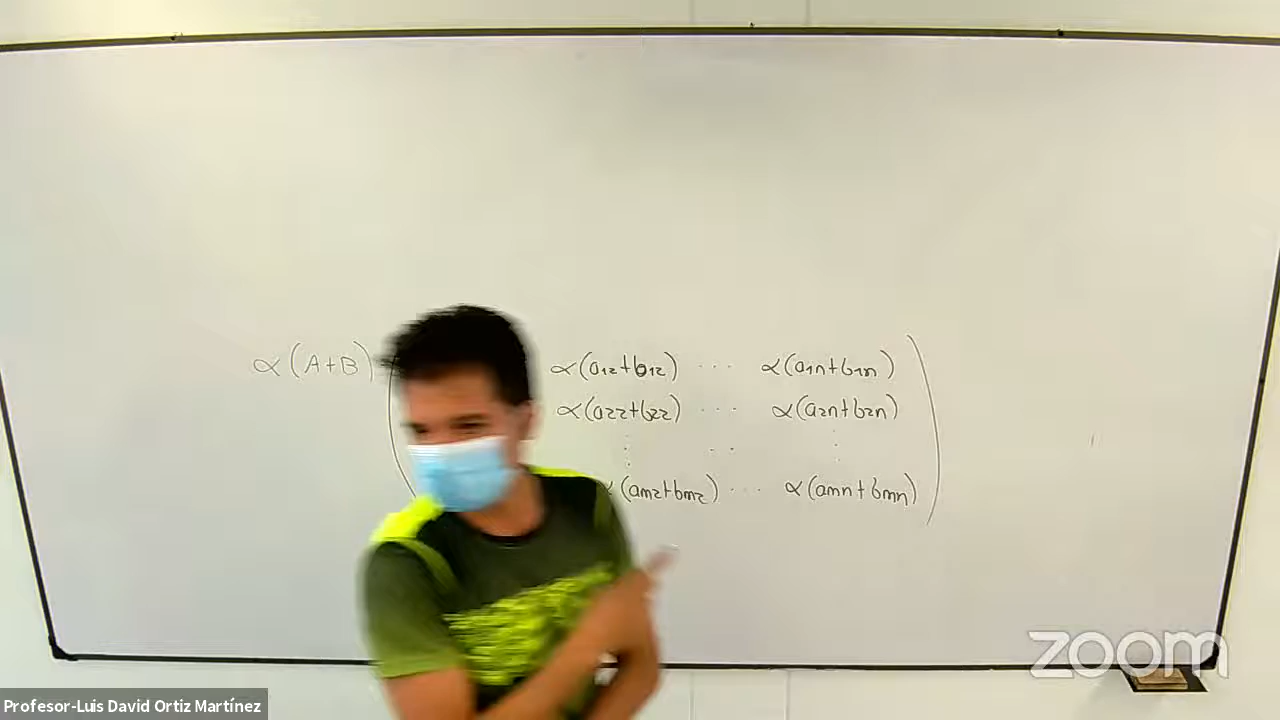 α(A+B)= α(a12+b12) ... α(a1n+b1n)
α(a22+b22) ... α(a2n+b2n)
α(am2+bm2) ... α(amn+bmn)
zoom
Profesor-Luis David Ortiz Martínez